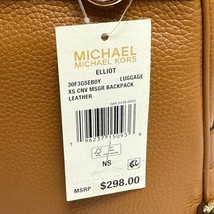 MICHAEL
MICHAEL KORS
ELLIOT
30F3G5EB0Y LUGGAGE
XS CNV MSGR BACKPACK
LEATHER
NS
MSRP $298.00